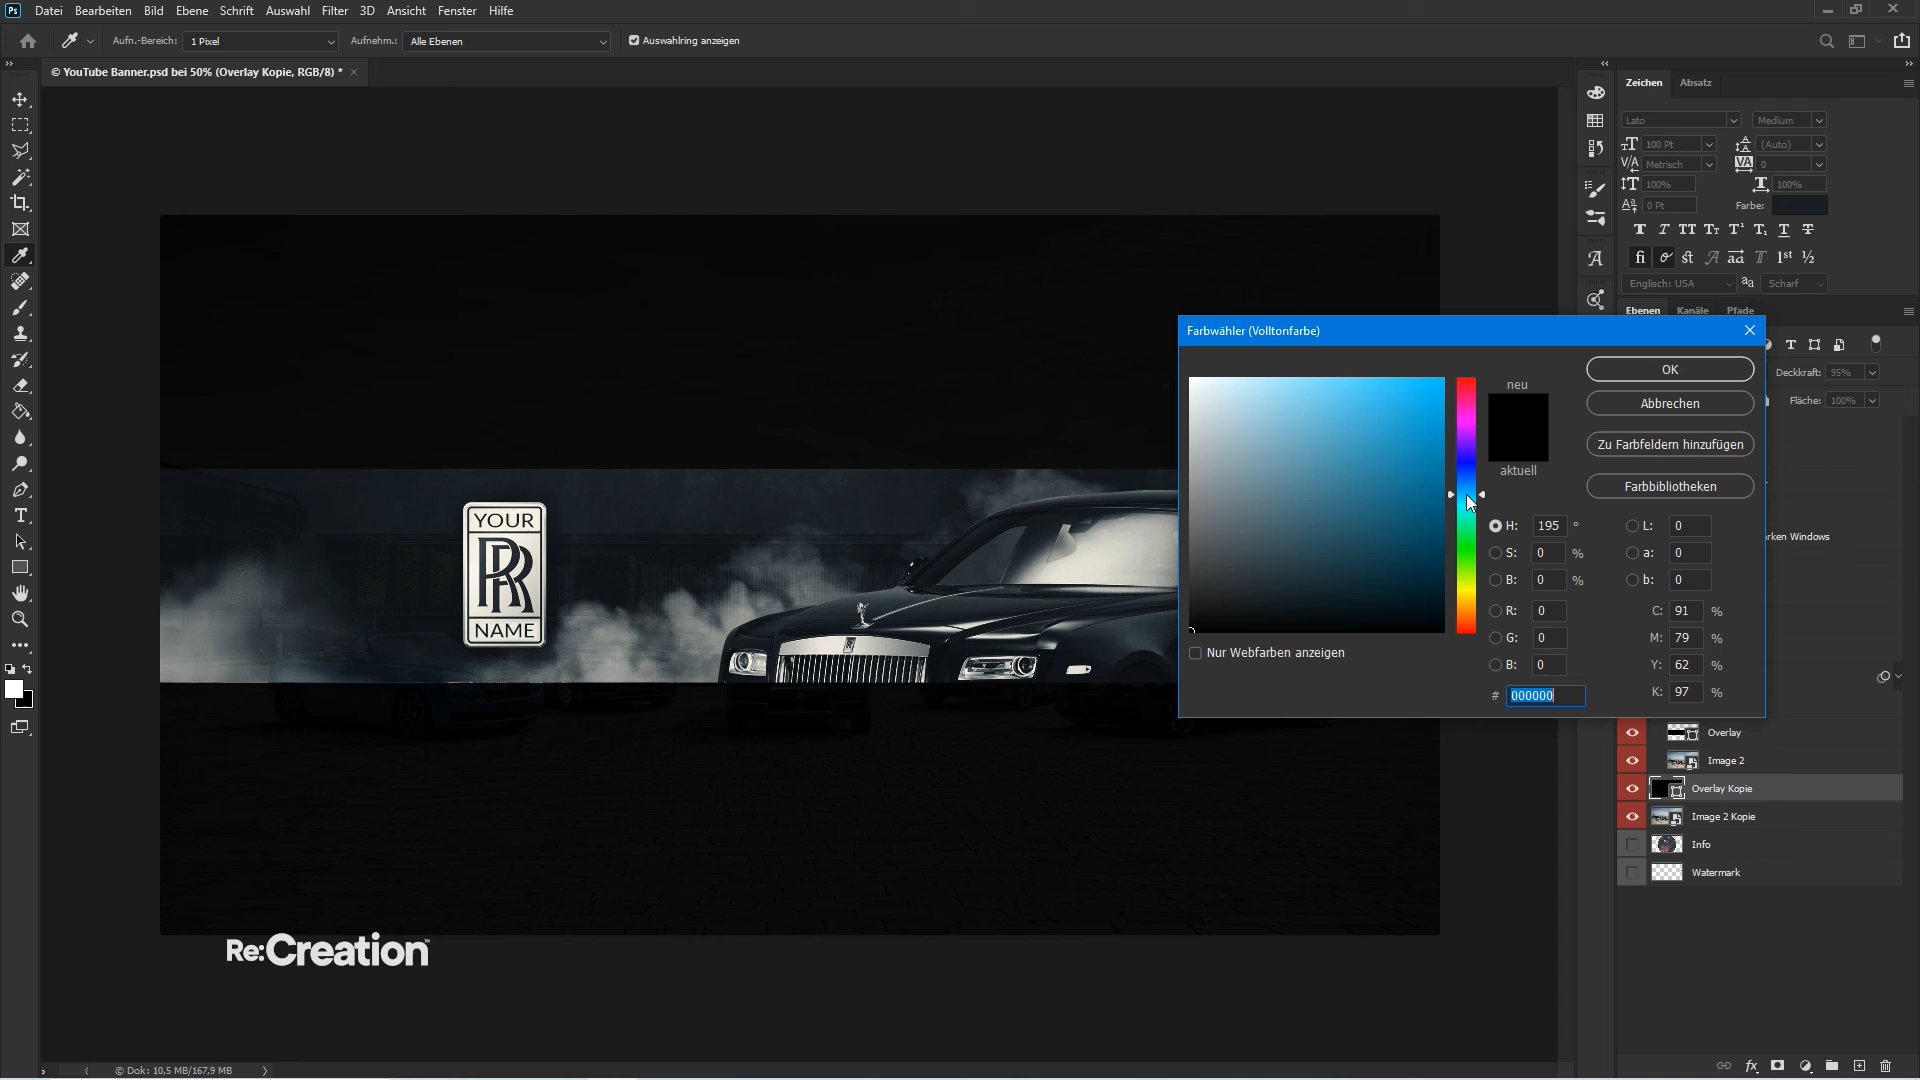 Ps Datei Bearbeiten Bild Ebene Schrift Auswahl Filter 3D Ansicht Fenster Hilfe
Aufn.-Bereich: 1 Pixel Aufnehm.: Alle Ebenen Auswahlring anzeigen
© YouTube Banner.psd bei 50% (Overlay Kopie, RGB/8) *
Zeichen Absatz
Lato Medium
100 Pt (Auto)
Metrisch 0
100% 100%
0 Pt Farbe:
Englisch: USA Scharf
Ebenen Kanäle Pfade
Deckkraft: 95%
Fläche: 100%
rken Windows
Farbwähler (Volltonfarbe)
neu
aktuell
OK
Abbrechen
Zu Farbfeldern hinzufügen
Farbbibliotheken
H: 195 ° L: 0
S: 0 % a: 0
B: 0 % b: 0
R: 0 C: 91 %
G: 0 M: 79 %
B: 0 Y: 62 %
# 000000 K: 97 %
Nur Webfarben anzeigen
YOUR
RR
NAME
Overlay
Image 2
Overlay Kopie
Image 2 Kopie
Info
Watermark
Re:Creation™
© Dok: 10,5 MB/167,9 MB